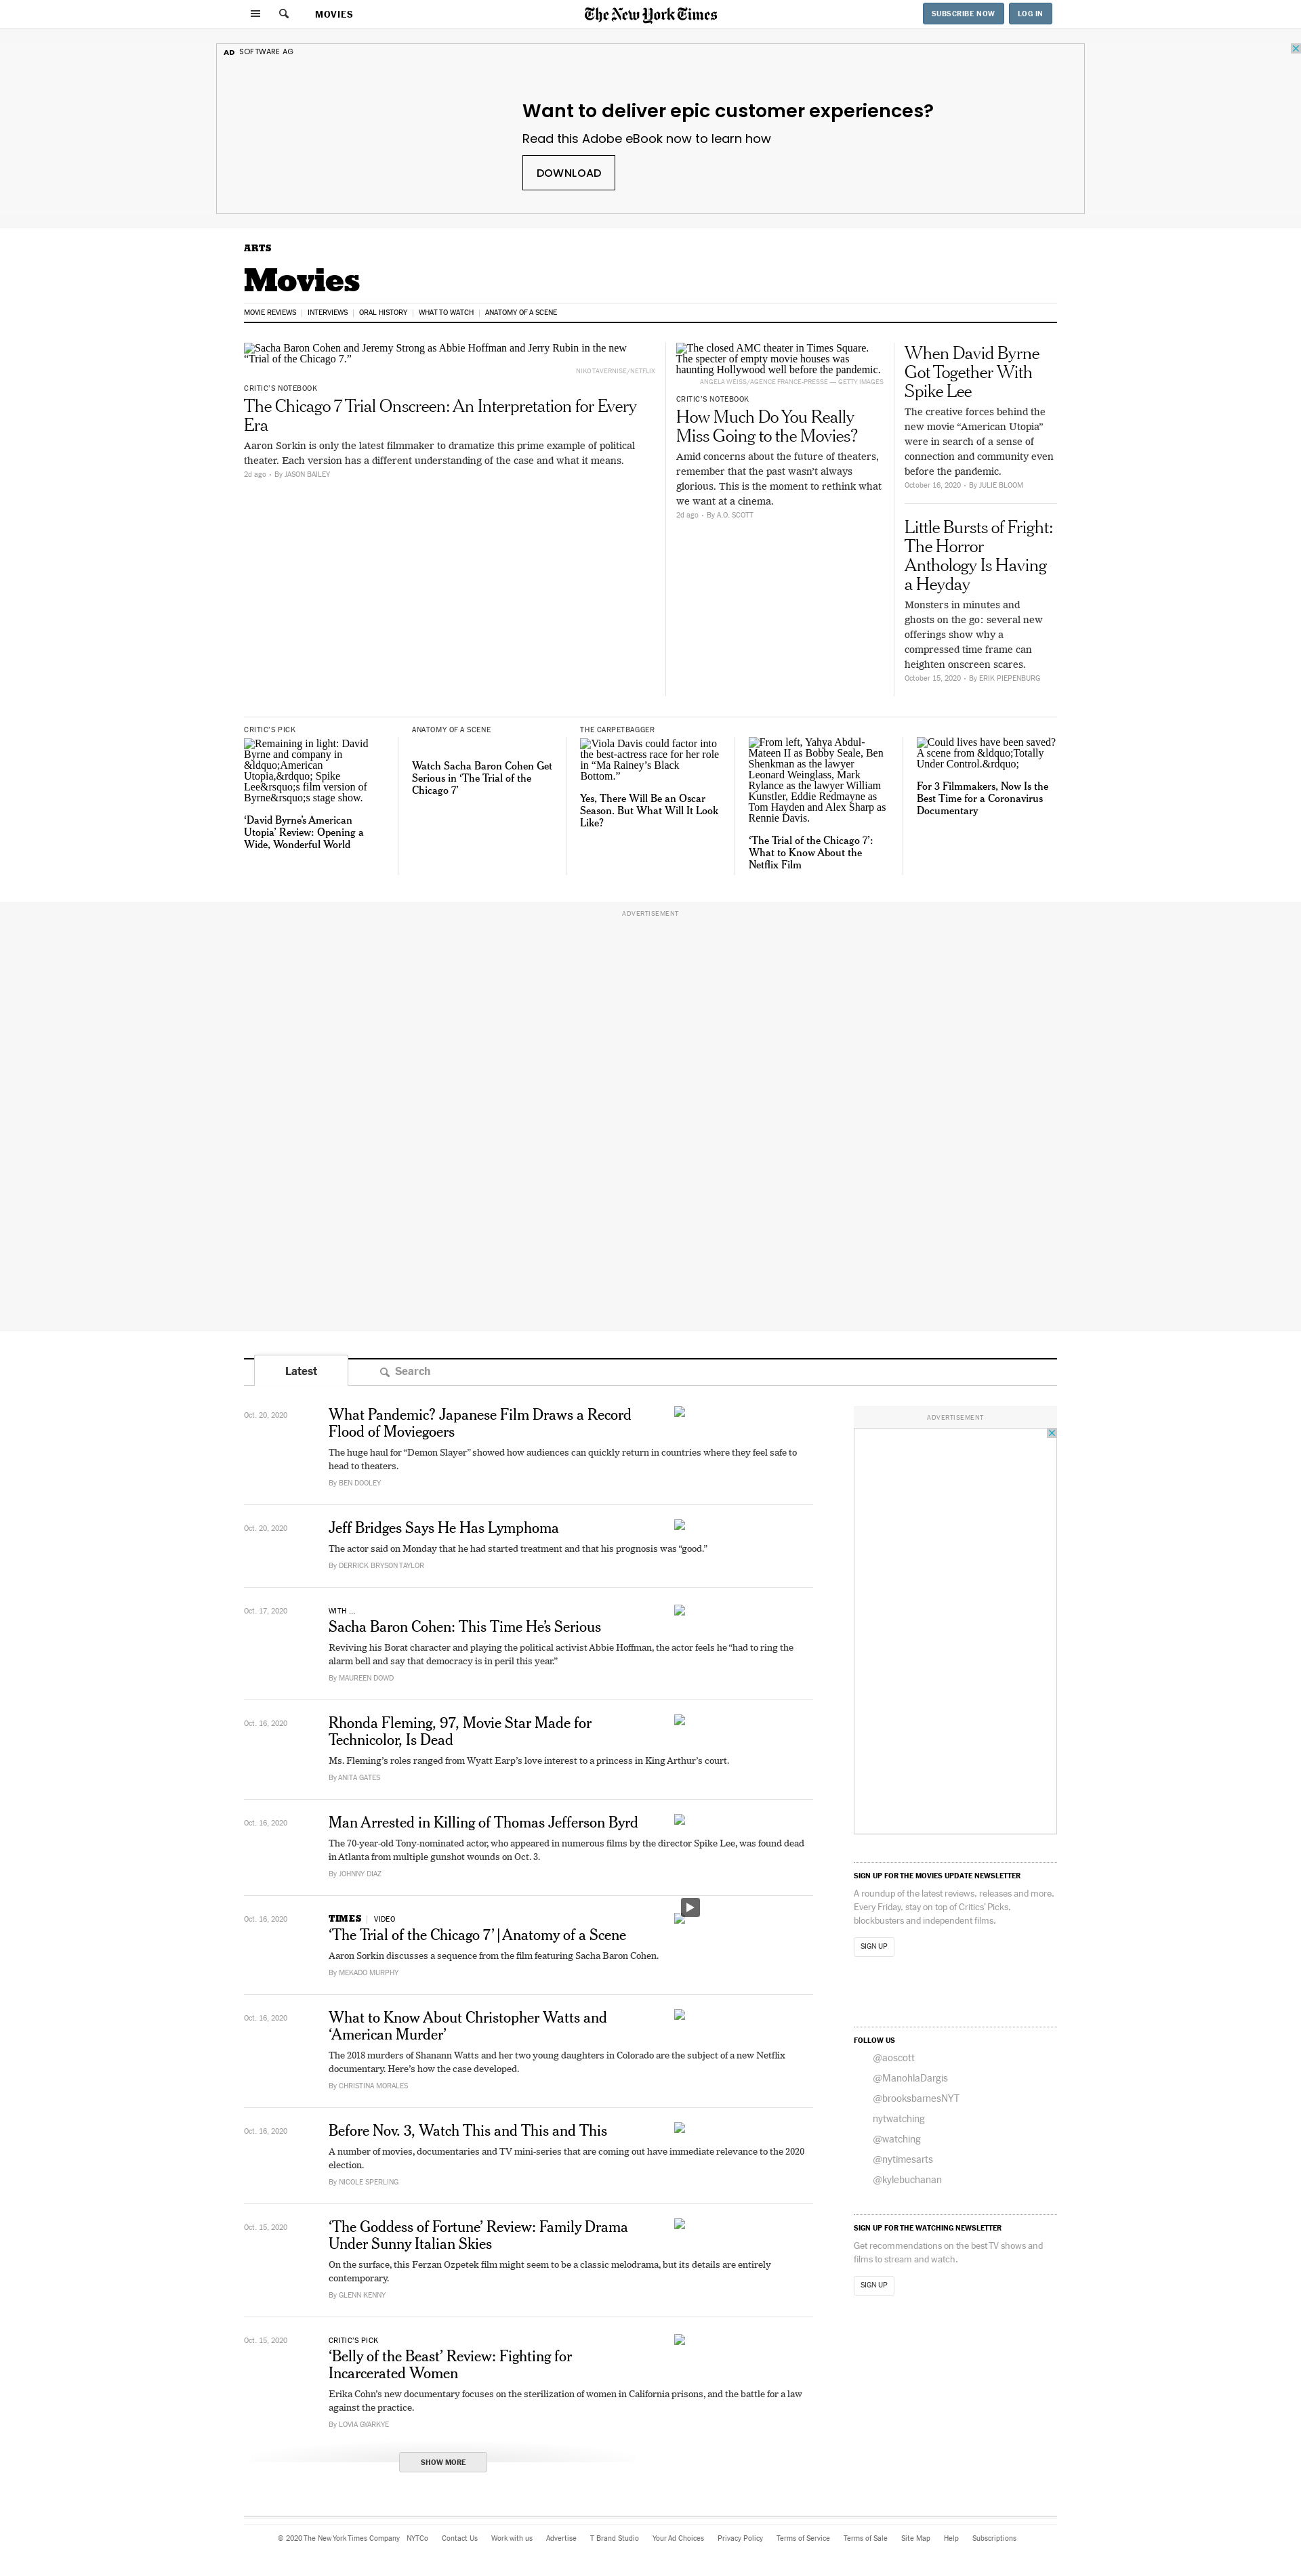 MOVIES
The New York Times
SUBSCRIBE NOW
LOG IN
AD SOFTWARE AG
Want to deliver epic customer experiences?
Read this Adobe eBook now to learn how
DOWNLOAD
ARTS
Movies
MOVIE REVIEWS
INTERVIEWS
ORAL HISTORY
WHAT TO WATCH
ANATOMY OF A SCENE
Sacha Baron Cohen and Jeremy Strong as Abbie Hoffman and Jerry Rubin in the new
“Trial of the Chicago 7.”
NIKO TAVERNISE/NETFLIX
CRITIC’S NOTEBOOK
The Chicago 7 Trial Onscreen: An Interpretation for Every
Era
Aaron Sorkin is only the latest filmmaker to dramatize this prime example of political
theater. Each version has a different understanding of the case and what it means.
2d ago • By JASON BAILEY
The closed AMC theater in Times Square.
The specter of empty movie houses was
haunting Hollywood well before the pandemic.
ANGELA WEISS/AGENCE FRANCE-PRESSE — GETTY IMAGES
CRITIC’S NOTEBOOK
How Much Do You Really
Miss Going to the Movies?
Amid concerns about the future of theaters,
remember that the past wasn’t always
glorious. This is the moment to rethink what
we want at a cinema.
2d ago • By A.O. SCOTT
When David Byrne
Got Together With
Spike Lee
The creative forces behind the
new movie “American Utopia”
were in search of a sense of
connection and community even
before the pandemic.
October 16, 2020 • By JULIE BLOOM
Little Bursts of Fright:
The Horror
Anthology Is Having
a Heyday
Monsters in minutes and
ghosts on the go: several new
offerings show why a
compressed time frame can
heighten onscreen scares.
October 15, 2020 • By ERIK PIEPENBURG
CRITIC’S PICK
Remaining in light: David
Byrne and company in
&ldquo;American
Utopia,&rdquo; Spike
Lee&rsquo;s film version of
Byrne&rsquo;s stage show.
‘David Byrne’s American
Utopia’ Review: Opening a
Wide, Wonderful World
ANATOMY OF A SCENE
Watch Sacha Baron Cohen Get
Serious in ‘The Trial of the
Chicago 7’
THE CARPETBAGGER
Viola Davis could factor into
the best-actress race for her role
in “Ma Rainey’s Black
Bottom.”
Yes, There Will Be an Oscar
Season. But What Will It Look
Like?
From left, Yahya Abdul-
Mateen II as Bobby Seale, Ben
Shenkman as the lawyer
Leonard Weinglass, Mark
Rylance as the lawyer William
Kunstler, Eddie Redmayne as
Tom Hayden and Alex Sharp as
Rennie Davis.
‘The Trial of the Chicago 7’:
What to Know About the
Netflix Film
Could lives have been saved?
A scene from &ldquo;Totally
Under Control.&rdquo;
For 3 Filmmakers, Now Is the
Best Time for a Coronavirus
Documentary
ADVERTISEMENT
Latest
Search
Oct. 20, 2020
What Pandemic? Japanese Film Draws a Record
Flood of Moviegoers
The huge haul for “Demon Slayer” showed how audiences can quickly return in countries where they feel safe to
head to theaters.
By BEN DOOLEY
Oct. 20, 2020
Jeff Bridges Says He Has Lymphoma
The actor said on Monday that he had started treatment and that his prognosis was “good.”
By DERRICK BRYSON TAYLOR
Oct. 17, 2020
WITH ...
Sacha Baron Cohen: This Time He’s Serious
Reviving his Borat character and playing the political activist Abbie Hoffman, the actor feels he “had to ring the
alarm bell and say that democracy is in peril this year.”
By MAUREEN DOWD
Oct. 16, 2020
Rhonda Fleming, 97, Movie Star Made for
Technicolor, Is Dead
Ms. Fleming’s roles ranged from Wyatt Earp’s love interest to a princess in King Arthur’s court.
By ANITA GATES
Oct. 16, 2020
Man Arrested in Killing of Thomas Jefferson Byrd
The 70-year-old Tony-nominated actor, who appeared in numerous films by the director Spike Lee, was found dead
in Atlanta from multiple gunshot wounds on Oct. 3.
By JOHNNY DIAZ
Oct. 16, 2020
TIMES | VIDEO
‘The Trial of the Chicago 7’ | Anatomy of a Scene
Aaron Sorkin discusses a sequence from the film featuring Sacha Baron Cohen.
By MEKADO MURPHY
Oct. 16, 2020
What to Know About Christopher Watts and
‘American Murder’
The 2018 murders of Shanann Watts and her two young daughters in Colorado are the subject of a new Netflix
documentary. Here’s how the case developed.
By CHRISTINA MORALES
Oct. 16, 2020
Before Nov. 3, Watch This and This and This
A number of movies, documentaries and TV mini-series that are coming out have immediate relevance to the 2020
election.
By NICOLE SPERLING
Oct. 15, 2020
‘The Goddess of Fortune’ Review: Family Drama
Under Sunny Italian Skies
On the surface, this Ferzan Ozpetek film might seem to be a classic melodrama, but its details are entirely
contemporary.
By GLENN KENNY
Oct. 15, 2020
CRITIC’S PICK
‘Belly of the Beast’ Review: Fighting for
Incarcerated Women
Erika Cohn’s new documentary focuses on the sterilization of women in California prisons, and the battle for a law
against the practice.
By LOVIA GYARKYE
SHOW MORE
ADVERTISEMENT
SIGN UP FOR THE MOVIES UPDATE NEWSLETTER
A roundup of the latest reviews, releases and more.
Every Friday, stay on top of Critics’ Picks,
blockbusters and independent films.
SIGN UP
FOLLOW US
@aoscott
@ManohlaDargis
@brooksbarnesNYT
nytwatching
@watching
@nytimesarts
@kylebuchanan
SIGN UP FOR THE WATCHING NEWSLETTER
Get recommendations on the best TV shows and
films to stream and watch.
SIGN UP
© 2020 The New York Times Company
NYTCo
Contact Us
Work with us
Advertise
T Brand Studio
Your Ad Choices
Privacy Policy
Terms of Service
Terms of Sale
Site Map
Help
Subscriptions